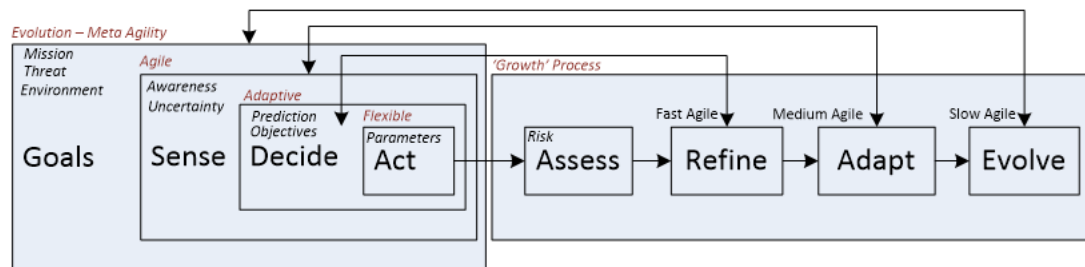 Evolution – Meta Agility
Mission
Threat
Environment
Goals
Agile
Awareness
Uncertainty
Sense
Adaptive
Prediction
Objectives
Decide
Flexible
Parameters
Act
'Growth' Process
Risk
Assess
Fast Agile
Refine
Medium Agile
Adapt
Slow Agile
Evolve